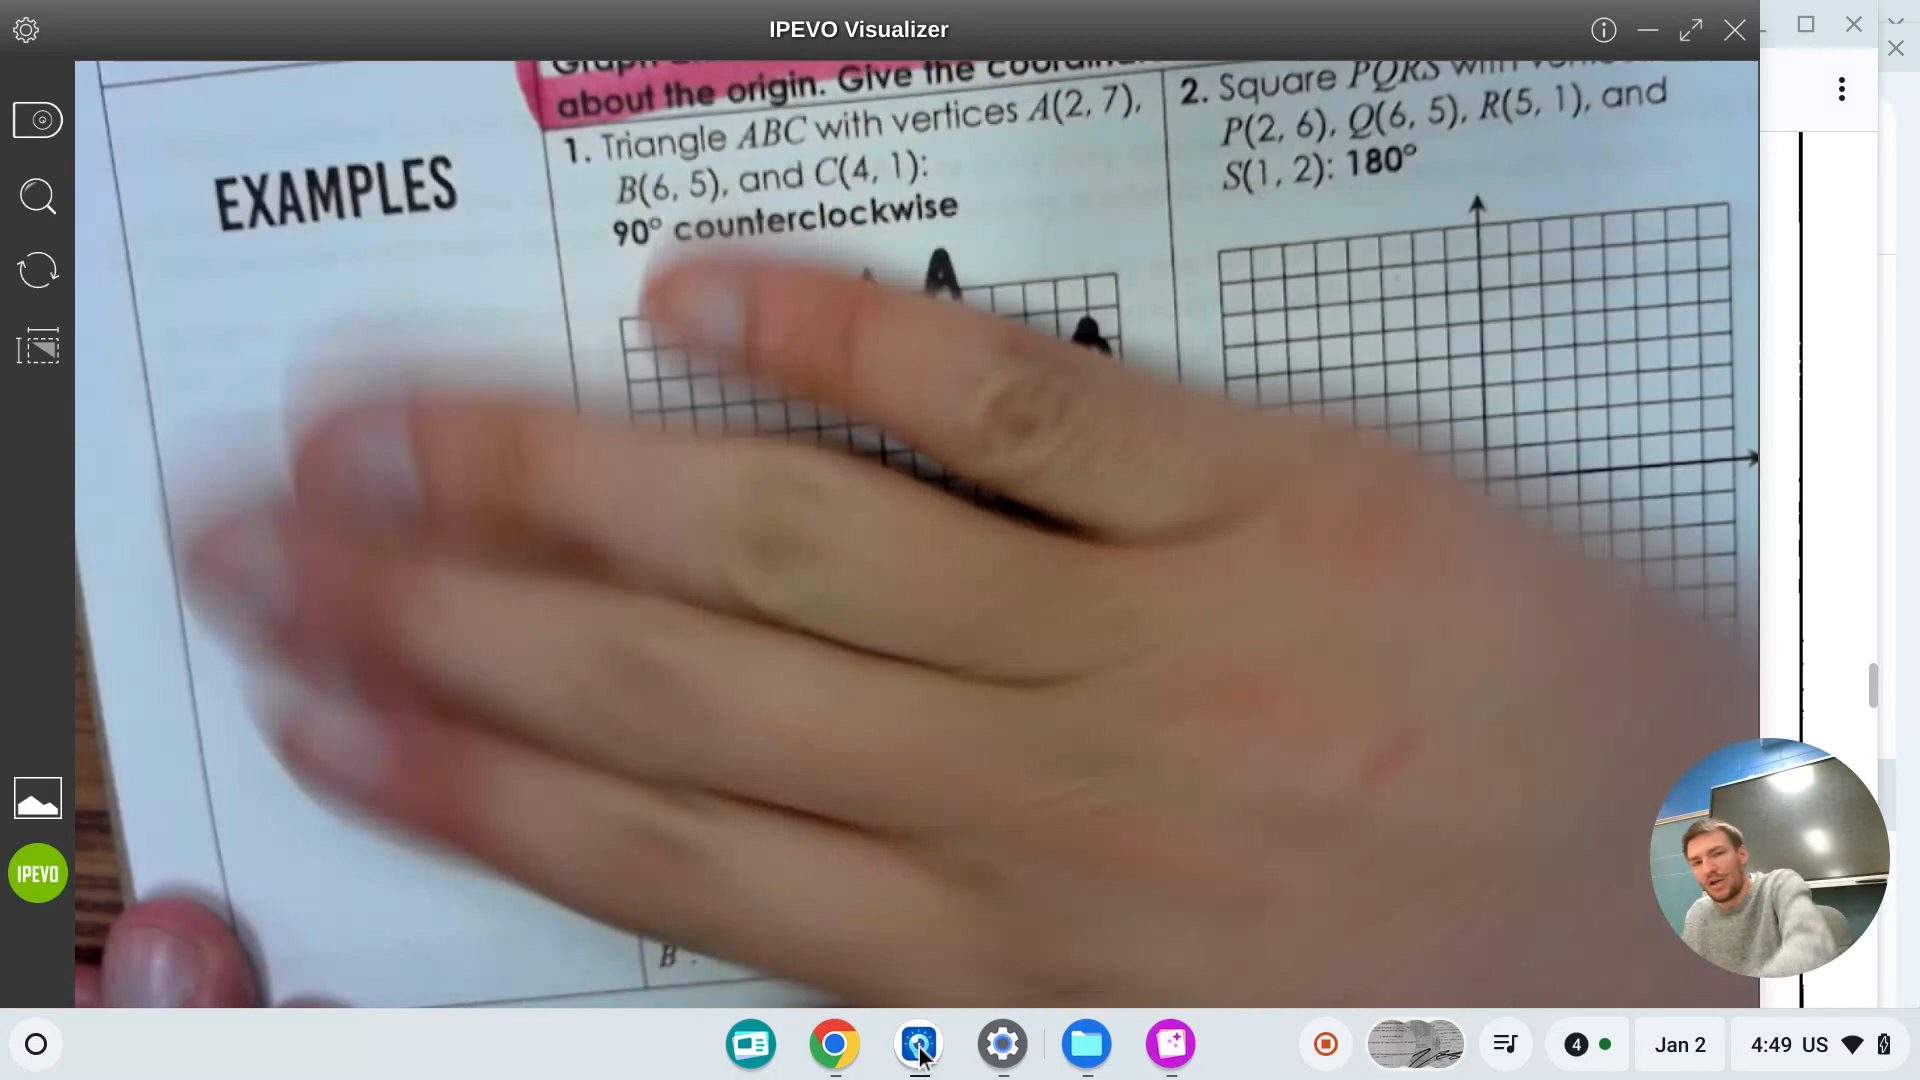 IPEVO Visualizer
about the origin. Give the
1. Triangle ABC with vertices A(2, 7),
B(6, 5), and C(4, 1):
90° counterclockwise
2. Square PQRS with
P(2, 6), Q(6, 5), R(5, 1), and
S(1, 2): 180°
EXAMPLES
A
B
IPEVO
4
Jan 2
4:49 US